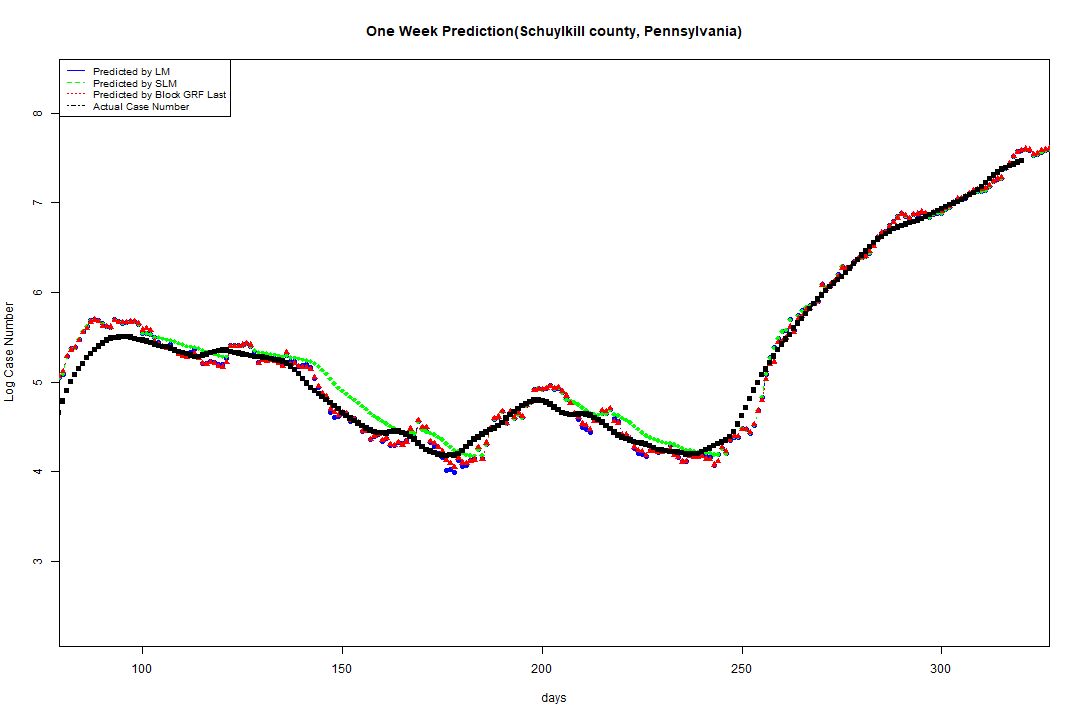 One Week Prediction(Schuylkill county, Pennsylvania)
Predicted by LM
Predicted by SLM
Predicted by Block GRF Last
Actual Case Number
8
7
6
5
4
3
Log Case Number
100 150 200 250 300
days